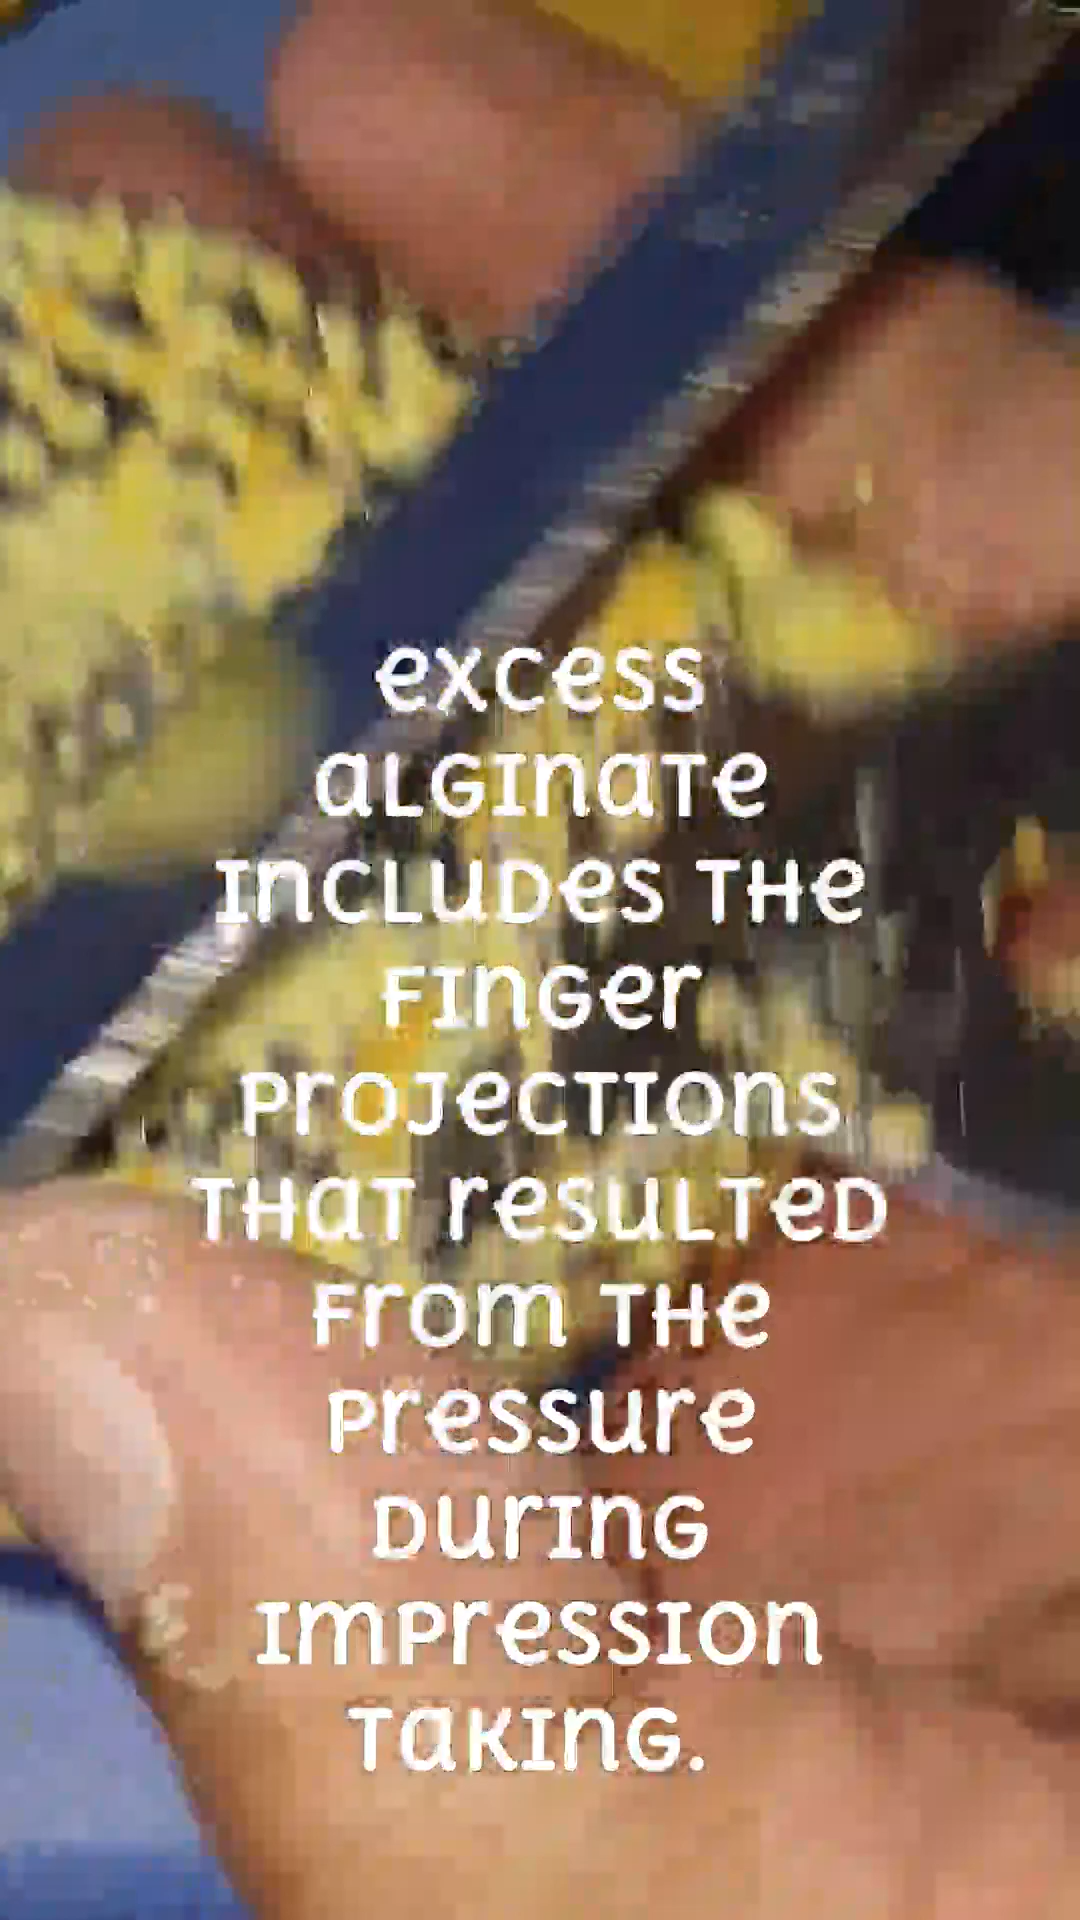 excess
alginate
includes the
finger
projections
that resulted
from the
pressure
during
impression
taking.